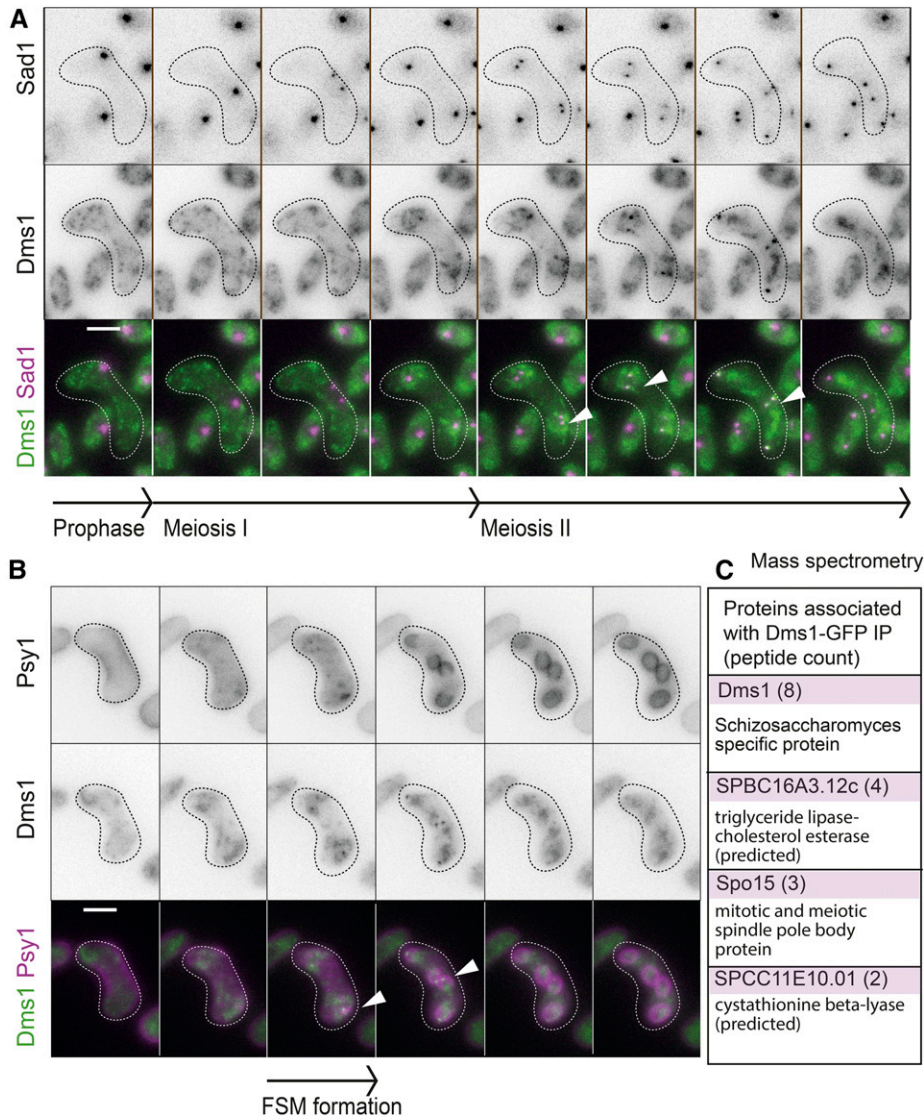 A
Sad1
Dms1
Dms1 Sad1
Prophase
Meiosis I
Meiosis II
B
Psy1
Dms1
Dms1 Psy1
FSM formation
C
Mass spectrometry
Proteins associated
with Dms1-GFP IP
(peptide count)
Dms1 (8)
Schizosaccharomyces
specific protein
SPBC16A3.12c (4)
triglyceride lipase-
cholesterol esterase
(predicted)
Spo15 (3)
mitotic and meiotic
spindle pole body
protein
SPCC11E10.01 (2)
cystathionine beta-lyase
(predicted)